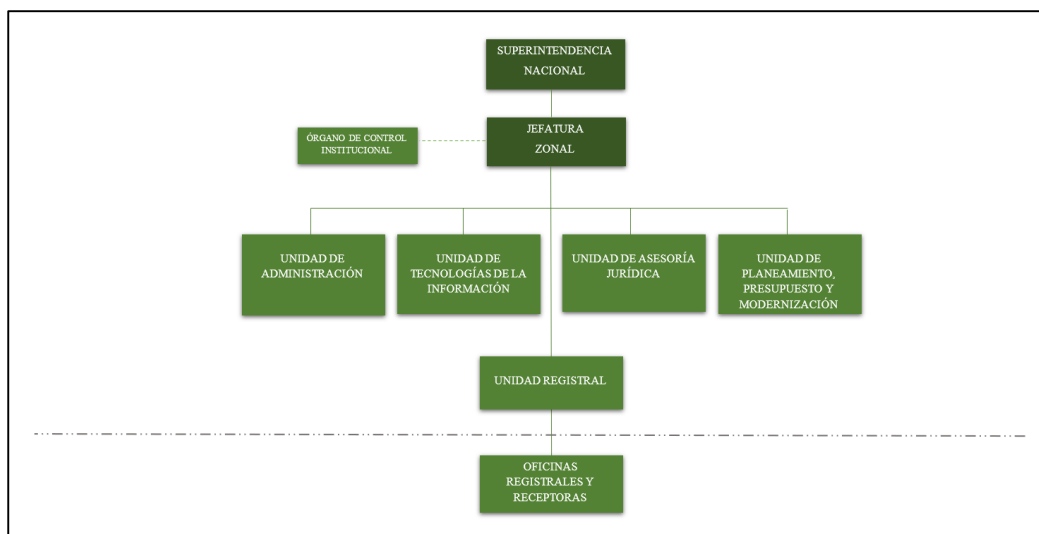 SUPERINTENDENCIA
NACIONAL
JEFATURA
ZONAL
ÓRGANO DE CONTROL
INSTITUCIONAL
UNIDAD DE
ADMINISTRACIÓN
UNIDAD DE
TECNOLOGÍAS DE LA
INFORMACIÓN
UNIDAD DE ASESORÍA
JURÍDICA
UNIDAD DE
PLANEAMIENTO,
PRESUPUESTO Y
MODERNIZACIÓN
UNIDAD REGISTRAL
OFICINAS
REGISTRALES Y
RECEPTORAS